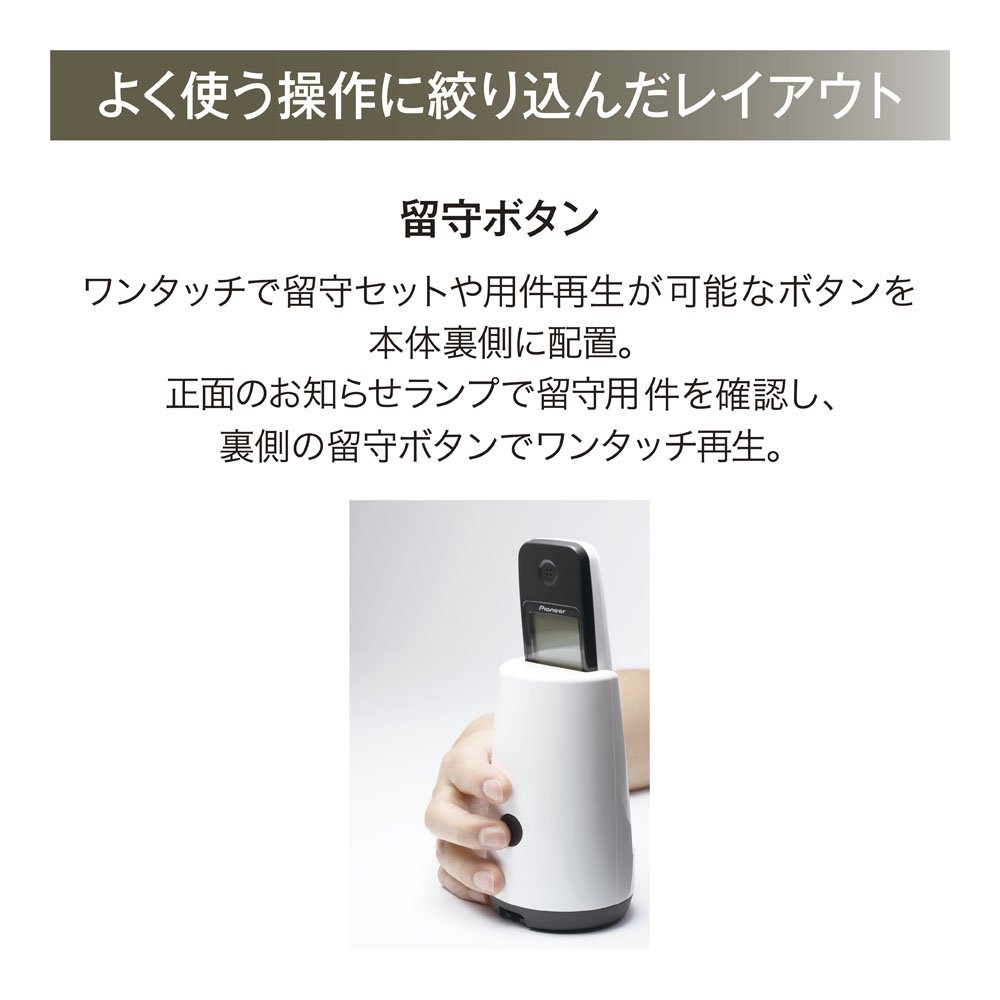 よく使う操作に絞り込んだレイアウト
留守ボタン
ワンタッチで留守セットや用件再生が可能なボタンを
本体裏側に配置。
正面のお知らせランプで留守用件を確認し、
裏側の留守ボタンでワンタッチ再生。
Pioneer